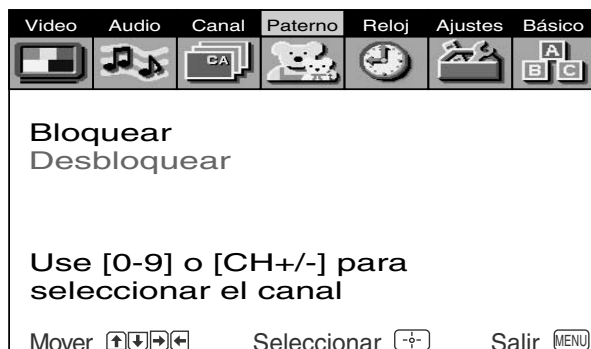 Video Audio Canal Paterno Reloj Ajustes Básico
CA A B C
Bloquear
Desbloquear
Use [0-9] o [CH+/-] para
seleccionar el canal
Mover Seleccionar Salir MENU